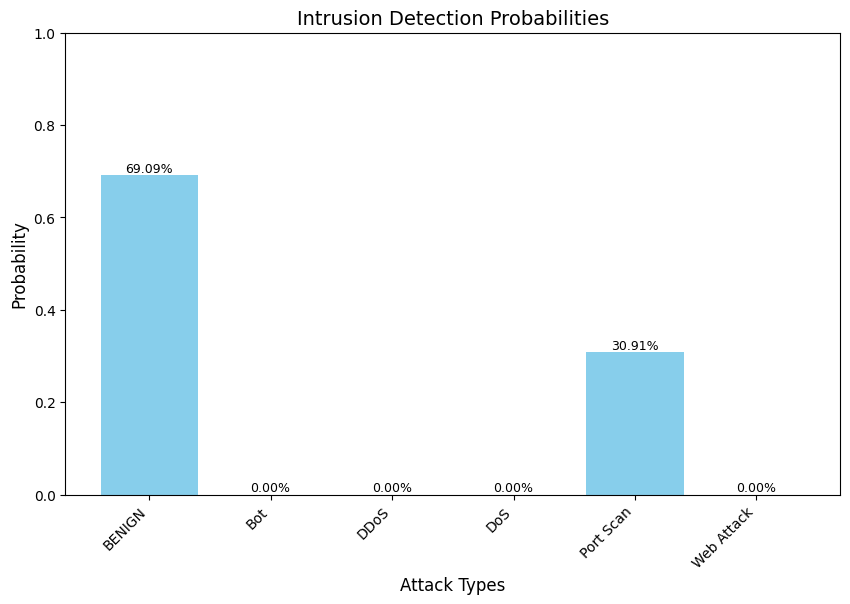 Intrusion Detection Probabilities
1.0
0.8
0.6
0.4
0.2
0.0
Probability
69.09%
0.00%
0.00%
0.00%
30.91%
0.00%
BENIGN
Bot
DDoS
DoS
Port Scan
Web Attack
Attack Types